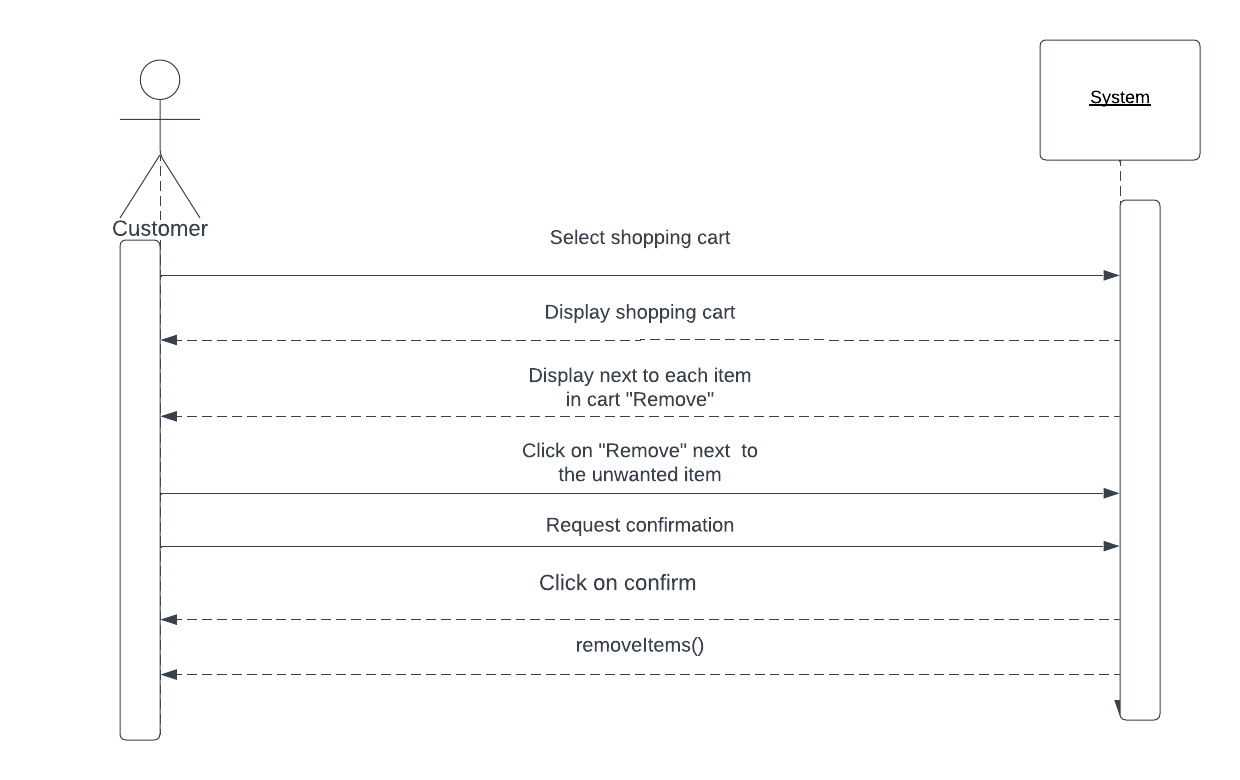 System
Customer
Select shopping cart
Display shopping cart
Display next to each item
in cart "Remove"
Click on "Remove" next  to
the unwanted item
Request confirmation
Click on confirm
removeItems()